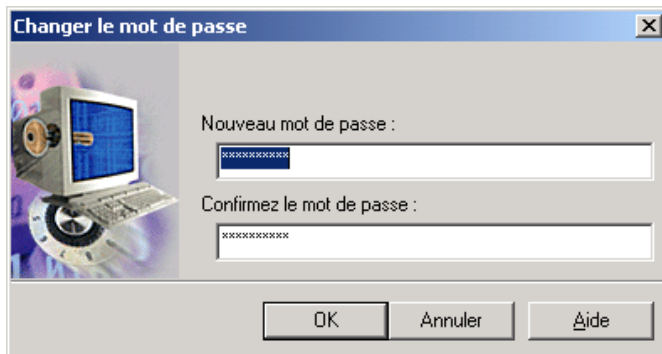 Changer le mot de passe
Nouveau mot de passe :
**********
Confirmez le mot de passe :
**********
OK Annuler Aide